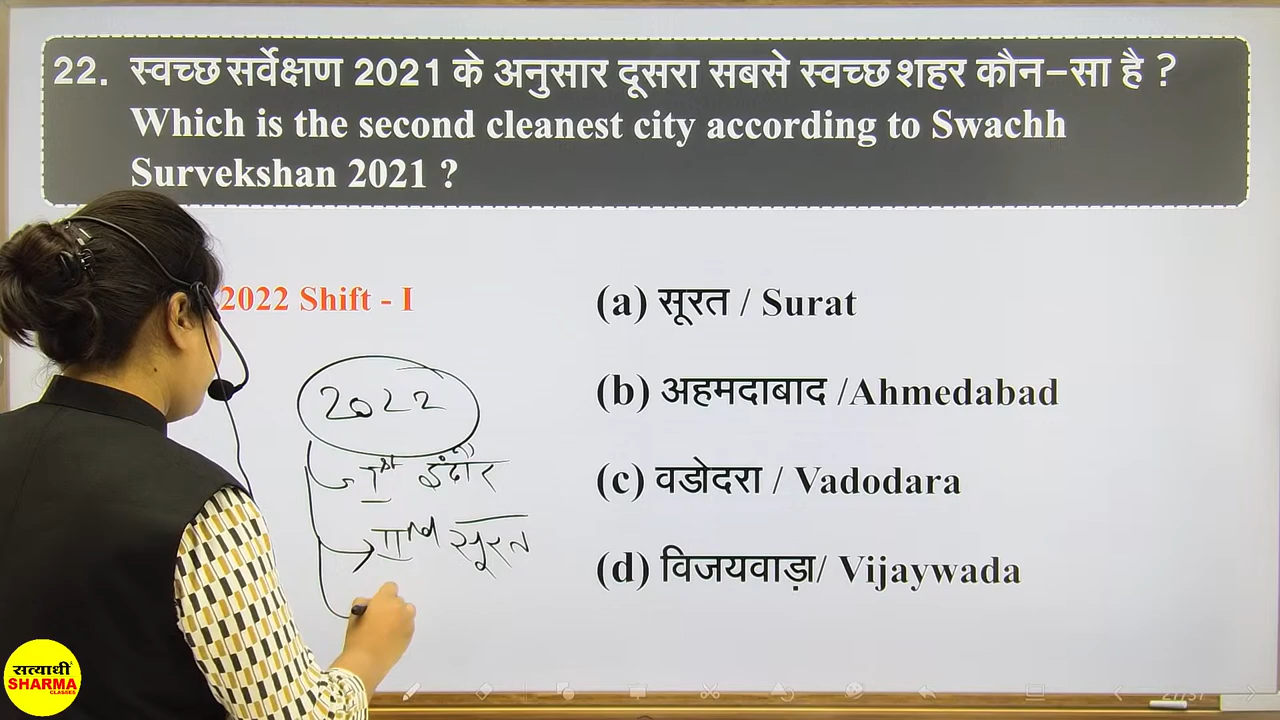 22. स्वच्छ सर्वेक्षण 2021 के अनुसार दूसरा सबसे स्वच्छ शहर कौन-सा है ?
Which is the second cleanest city according to Swachh
Survekshan 2021 ?
2022 Shift - I
(a) सूरत / Surat
(b) अहमदाबाद /Ahmedabad
(c) वडोदरा / Vadodara
(d) विजयवाड़ा/ Vijaywada
2022
Ist इंदौर
IInd सूरत
सत्यार्थी
SHARMA
CLASSES